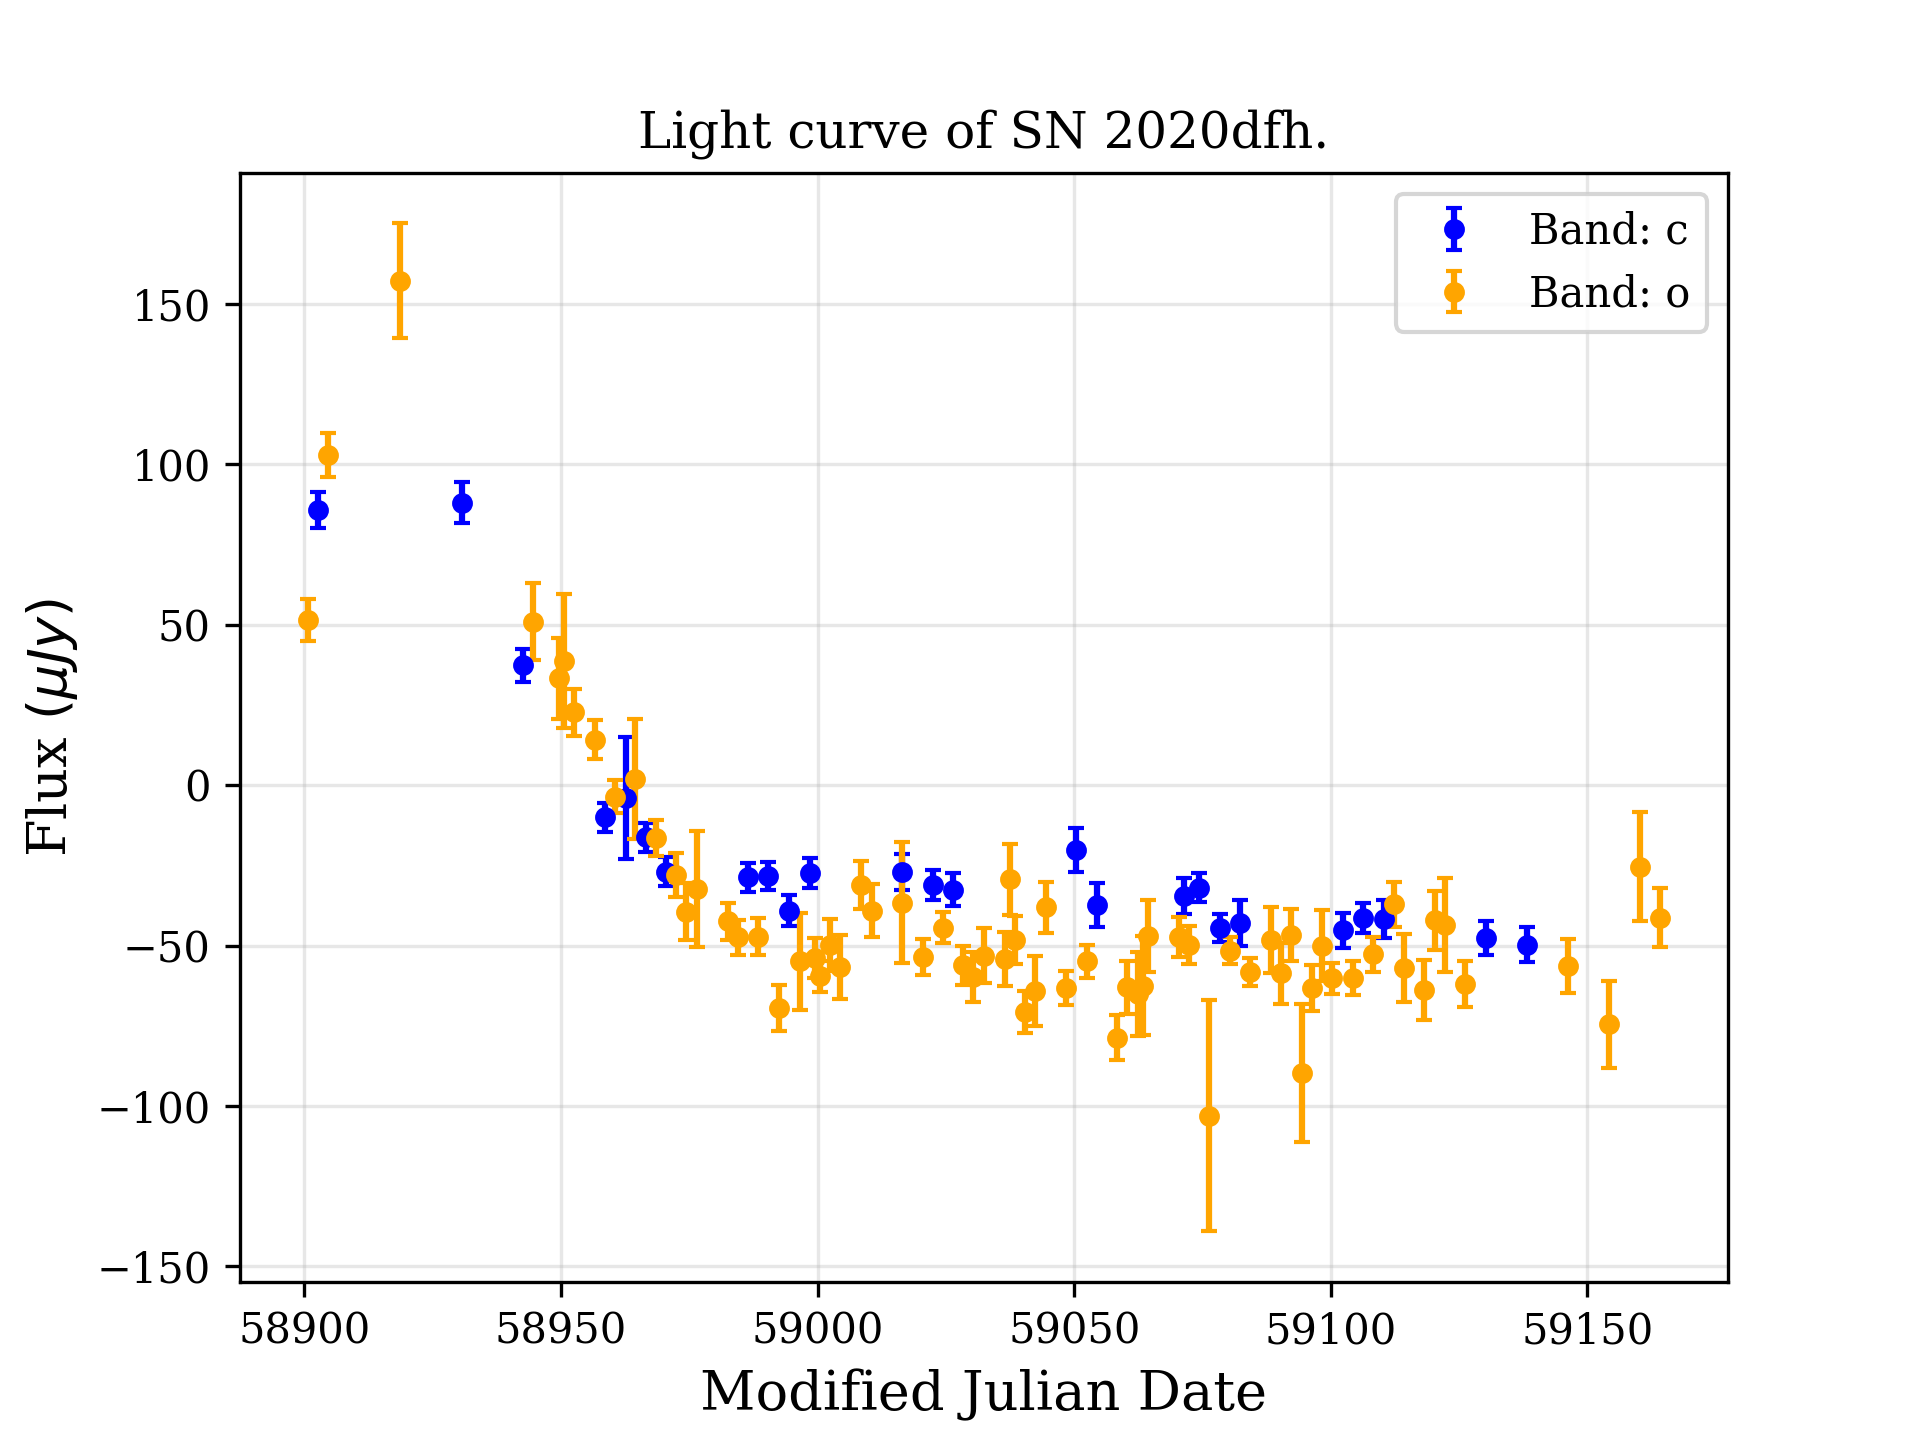 Light curve of SN 2020dfh.
Band: c
Band: o
150
100
50
0
−50
−100
−150
Flux (μJy)
58900 58950 59000 59050 59100 59150
Modified Julian Date